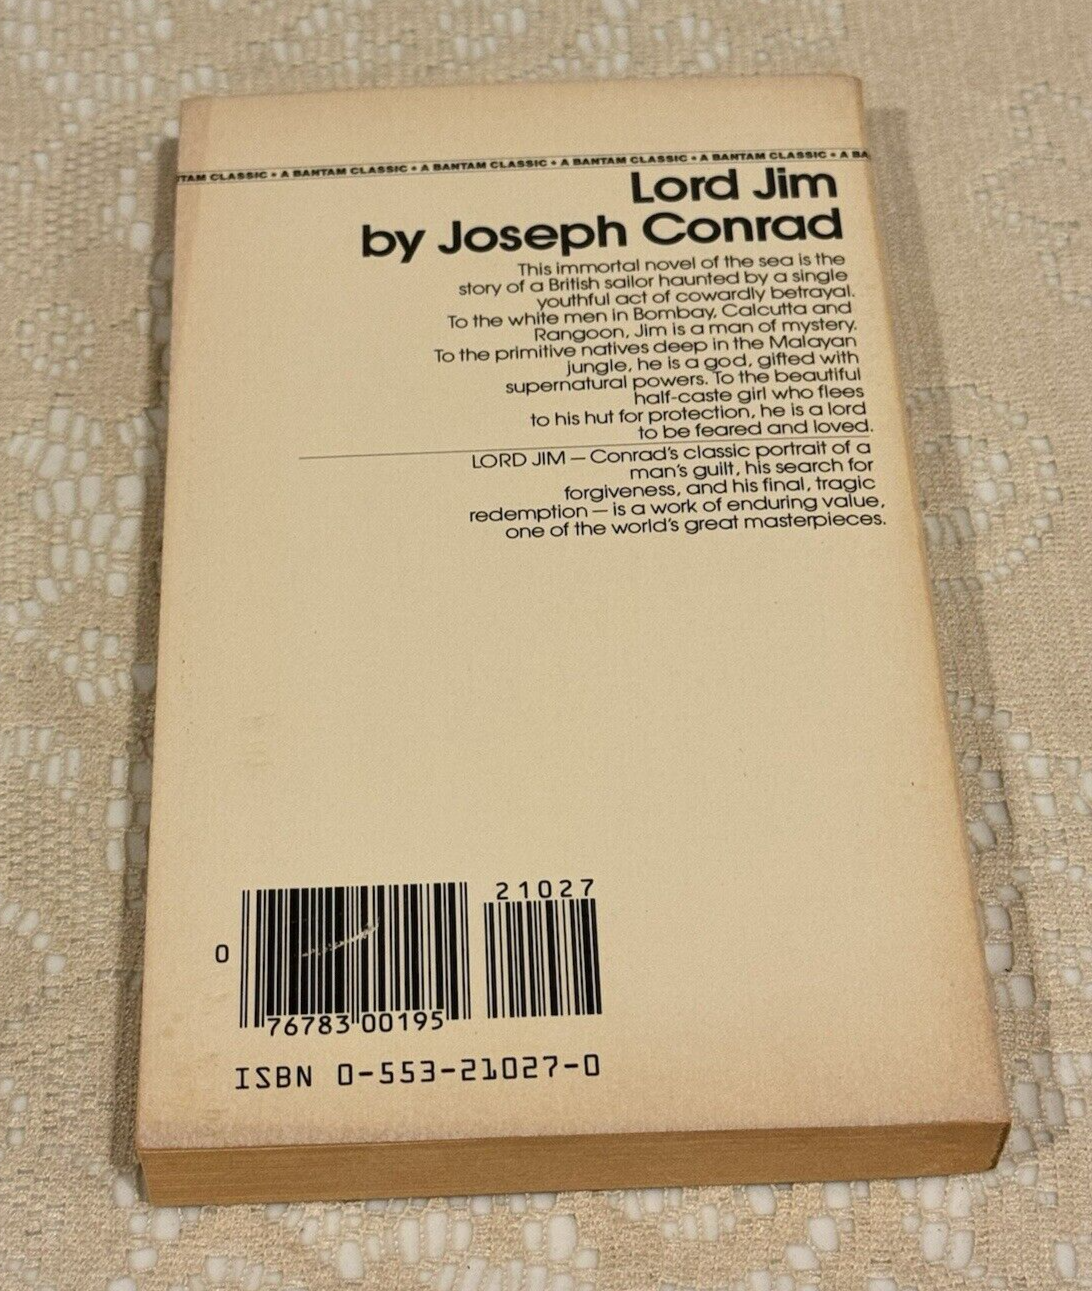 TAM CLASSIC • A BANTAM CLASSIC • A BANTAM CLASSIC • A BANTAM CLASSIC • A BANTAM CLASSIC • A BA
Lord Jim
by Joseph Conrad
This immortal novel of the sea is the
story of a British sailor haunted by a single
youthful act of cowardly betrayal.
To the white men in Bombay, Calcutta and
Rangoon, Jim is a man of mystery.
To the primitive natives deep in the Malayan
jungle, he is a god, gifted with
supernatural powers. To the beautiful
half-caste girl who flees
to his hut for protection, he is a lord
to be feared and loved.
LORD JIM — Conrad's classic portrait of a
man's guilt, his search for
forgiveness, and his final, tragic
redemption — is a work of enduring value,
one of the world's great masterpieces.
21027
0
76783 00195
ISBN 0-553-21027-0